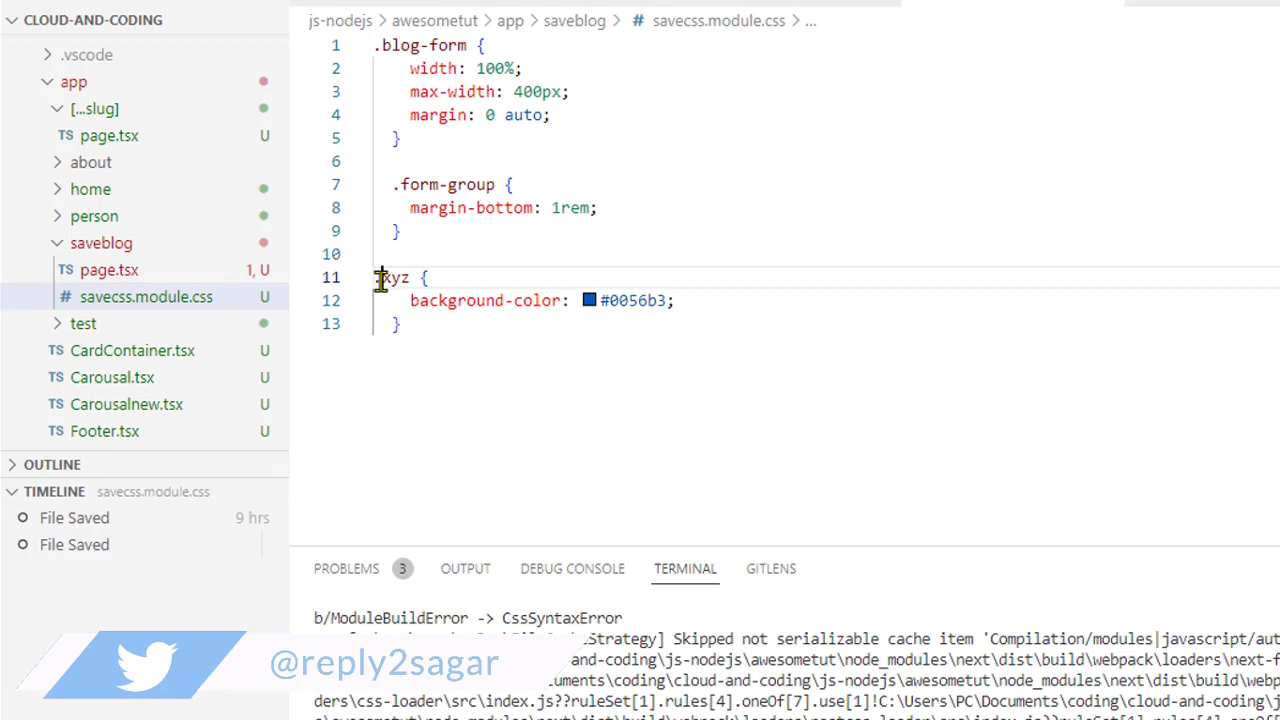 CLOUD-AND-CODING
.vscode
app
[...slug]
TS page.tsx U
about
home
person
saveblog
TS page.tsx 1, U
# savecss.module.css U
test
TS CardContainer.tsx U
TS Carousal.tsx U
TS Carousalnew.tsx U
TS Footer.tsx U
OUTLINE
TIMELINE savecss.module.css
File Saved 9 hrs
File Saved
js-nodejs > awesometut > app > saveblog > # savecss.module.css > ...
1 .blog-form {
2 width: 100%;
3 max-width: 400px;
4 margin: 0 auto;
5 }
6
7 .form-group {
8 margin-bottom: 1rem;
9 }
10
11 .xyz {
12 background-color: #0056b3;
13 }
PROBLEMS 3 OUTPUT DEBUG CONSOLE TERMINAL GITLENS
b/ModuleBuildError -> CssSyntaxError
Strategy] Skipped not serializable cache item 'Compilation/modules|javascript/aut
and-coding\js-nodejs\awesometut\node_modules\next\dist\build\webpack\loaders\next-f
cuments\coding\cloud-and-coding\js-nodejs\awesometut\node_modules\next\dist\build\webp
ders\css-loader\src\index.js??ruleSet[1].rules[4].oneOf[7].use[1]!C:\Users\PC\Documents\coding\cloud-and-coding\j
@reply2sagar